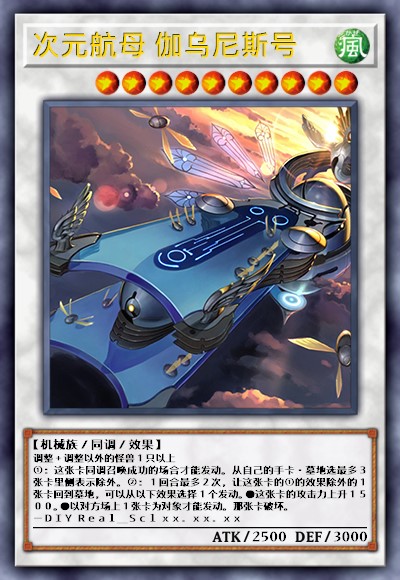 次元航母 伽乌尼斯号
風
【机械族 / 同调 / 效果】
调整＋调整以外的怪兽１只以上
①：这张卡同调召唤成功的场合才能发动。从自己的手卡・墓地选最多３
张卡里侧表示除外。②：１回合最多２次，让这张卡的①的效果除外的１
张卡回到墓地，可以从以下效果选择１个发动。●这张卡的攻击力上升１５
００。●以对方场上１张卡为对象才能发动。那张卡破坏。
－ＤＩＹ Ｒｅａｌ＿Ｓｃｌ ｘｘ．ｘｘ．ｘｘ
ATK / 2500 DEF / 3000